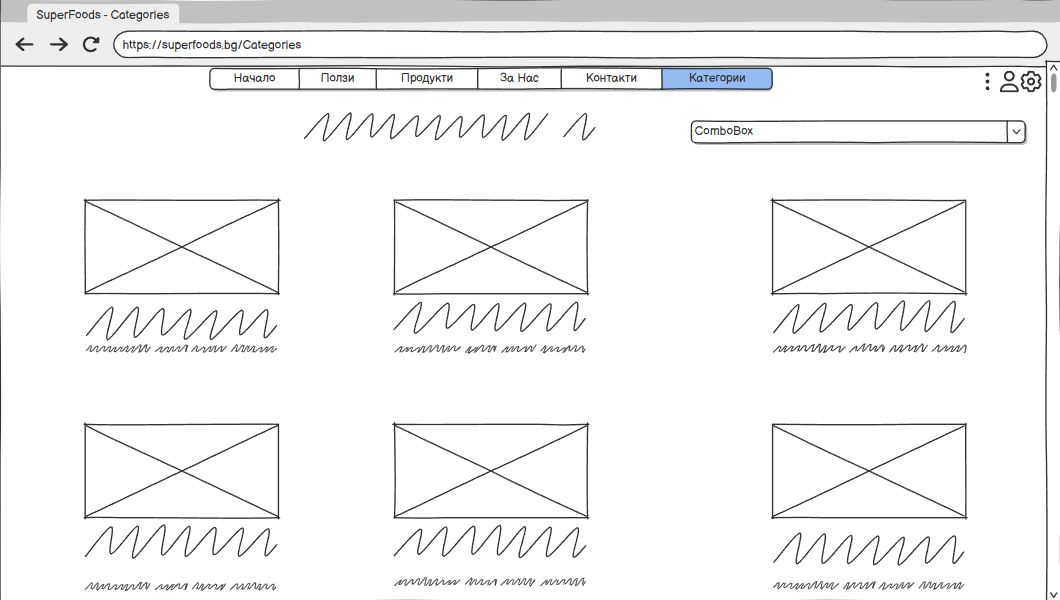 SuperFoods - Categories
https://superfoods.bg/Categories
Начало Ползи Продукти За Нас Контакти Категории
ComboBox